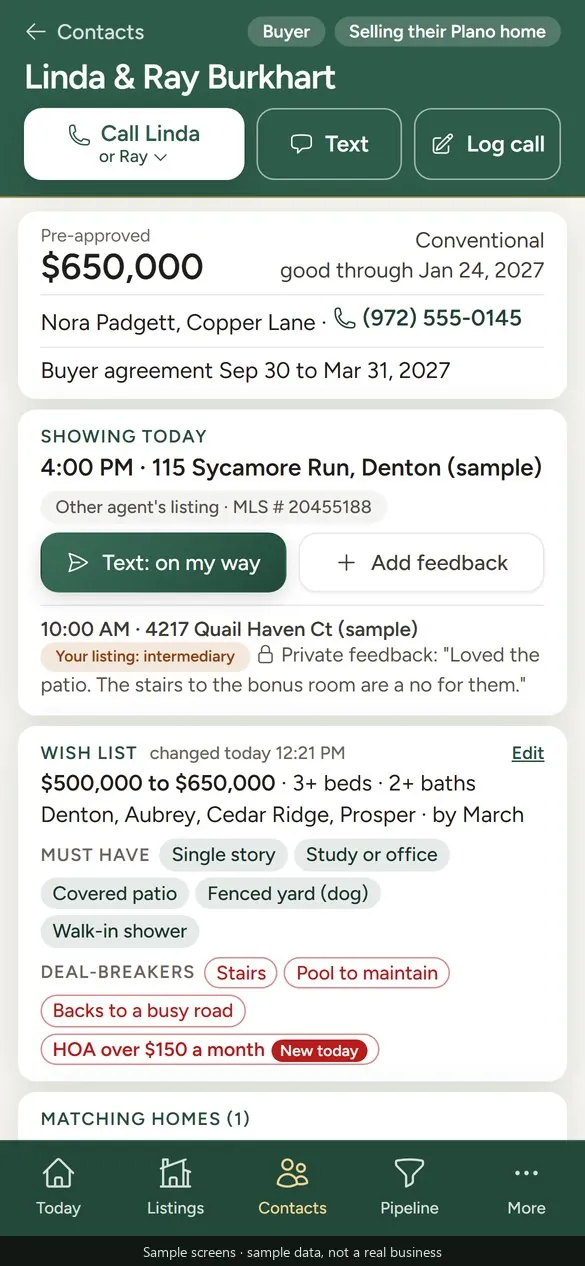 Contacts
Buyer
Selling their Plano home
Linda & Ray Burkhart
Call Linda
or Ray
Text
Log call
Pre-approved
$650,000
Conventional
good through Jan 24, 2027
Nora Padgett, Copper Lane · (972) 555-0145
Buyer agreement Sep 30 to Mar 31, 2027
SHOWING TODAY
4:00 PM · 115 Sycamore Run, Denton (sample)
Other agent's listing · MLS # 20455188
Text: on my way
Add feedback
10:00 AM · 4217 Quail Haven Ct (sample)
Your listing: intermediary Private feedback: "Loved the
patio. The stairs to the bonus room are a no for them."
WISH LIST changed today 12:21 PM Edit
$500,000 to $650,000 · 3+ beds · 2+ baths
Denton, Aubrey, Cedar Ridge, Prosper · by March
MUST HAVE Single story Study or office
Covered patio Fenced yard (dog)
Walk-in shower
DEAL-BREAKERS Stairs Pool to maintain
Backs to a busy road
HOA over $150 a month New today
MATCHING HOMES (1)
Today Listings Contacts Pipeline More
Sample screens · sample data, not a real business